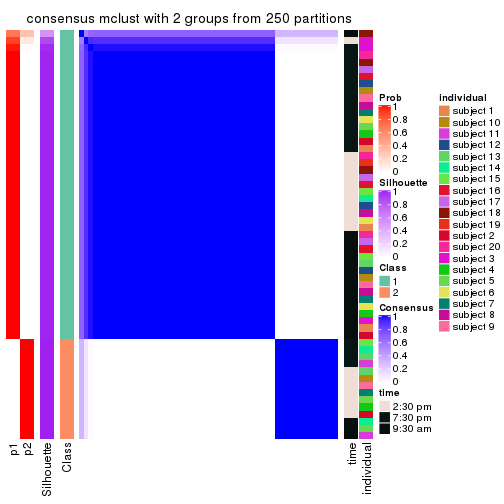 consensus mclust with 2 groups from 250 partitions
p1
p2
Silhouette
Class
time
individual
Prob
1
0.8
0.6
0.4
0.2
0
Silhouette
1
0.8
0.6
0.4
0.2
0
Class
1
2
Consensus
1
0.8
0.6
0.4
0.2
0
time
2:30 pm
7:30 pm
9:30 am
individual
subject 1
subject 10
subject 11
subject 12
subject 13
subject 14
subject 15
subject 16
subject 17
subject 18
subject 19
subject 2
subject 20
subject 3
subject 4
subject 5
subject 6
subject 7
subject 8
subject 9